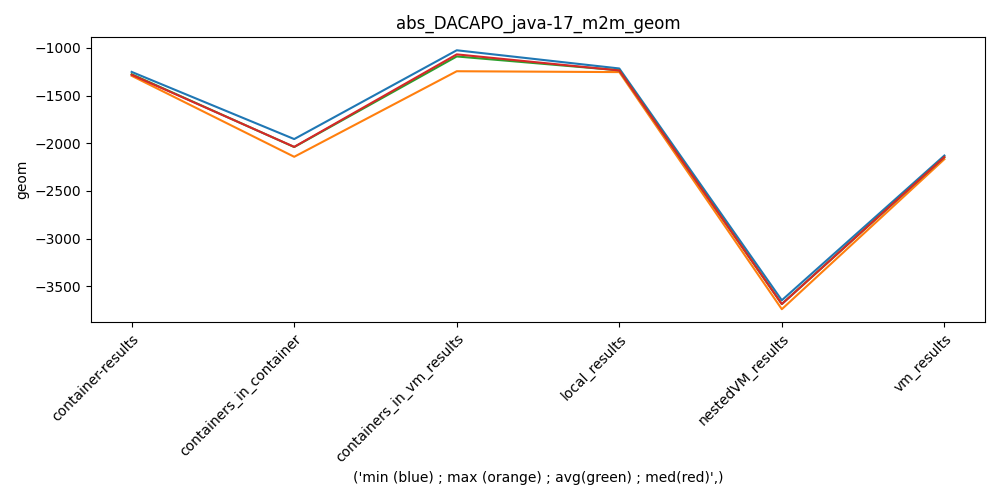 abs_DACAPO_java-17_m2m_geom
−1000
−1500
−2000
−2500
−3000
−3500
geom
container-results
containers_in_container
containers_in_vm_results
local_results
nestedVM_results
vm_results
('min (blue) ; max (orange) ; avg(green) ; med(red)',)